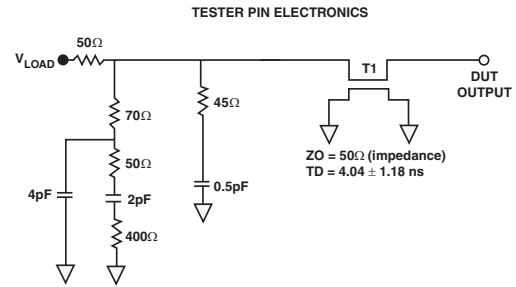 TESTER PIN ELECTRONICS
50Ω
VLOAD
T1
DUT
OUTPUT
70Ω
45Ω
50Ω
ZO = 50Ω (impedance)
TD = 4.04 ± 1.18 ns
4pF
2pF
0.5pF
400Ω